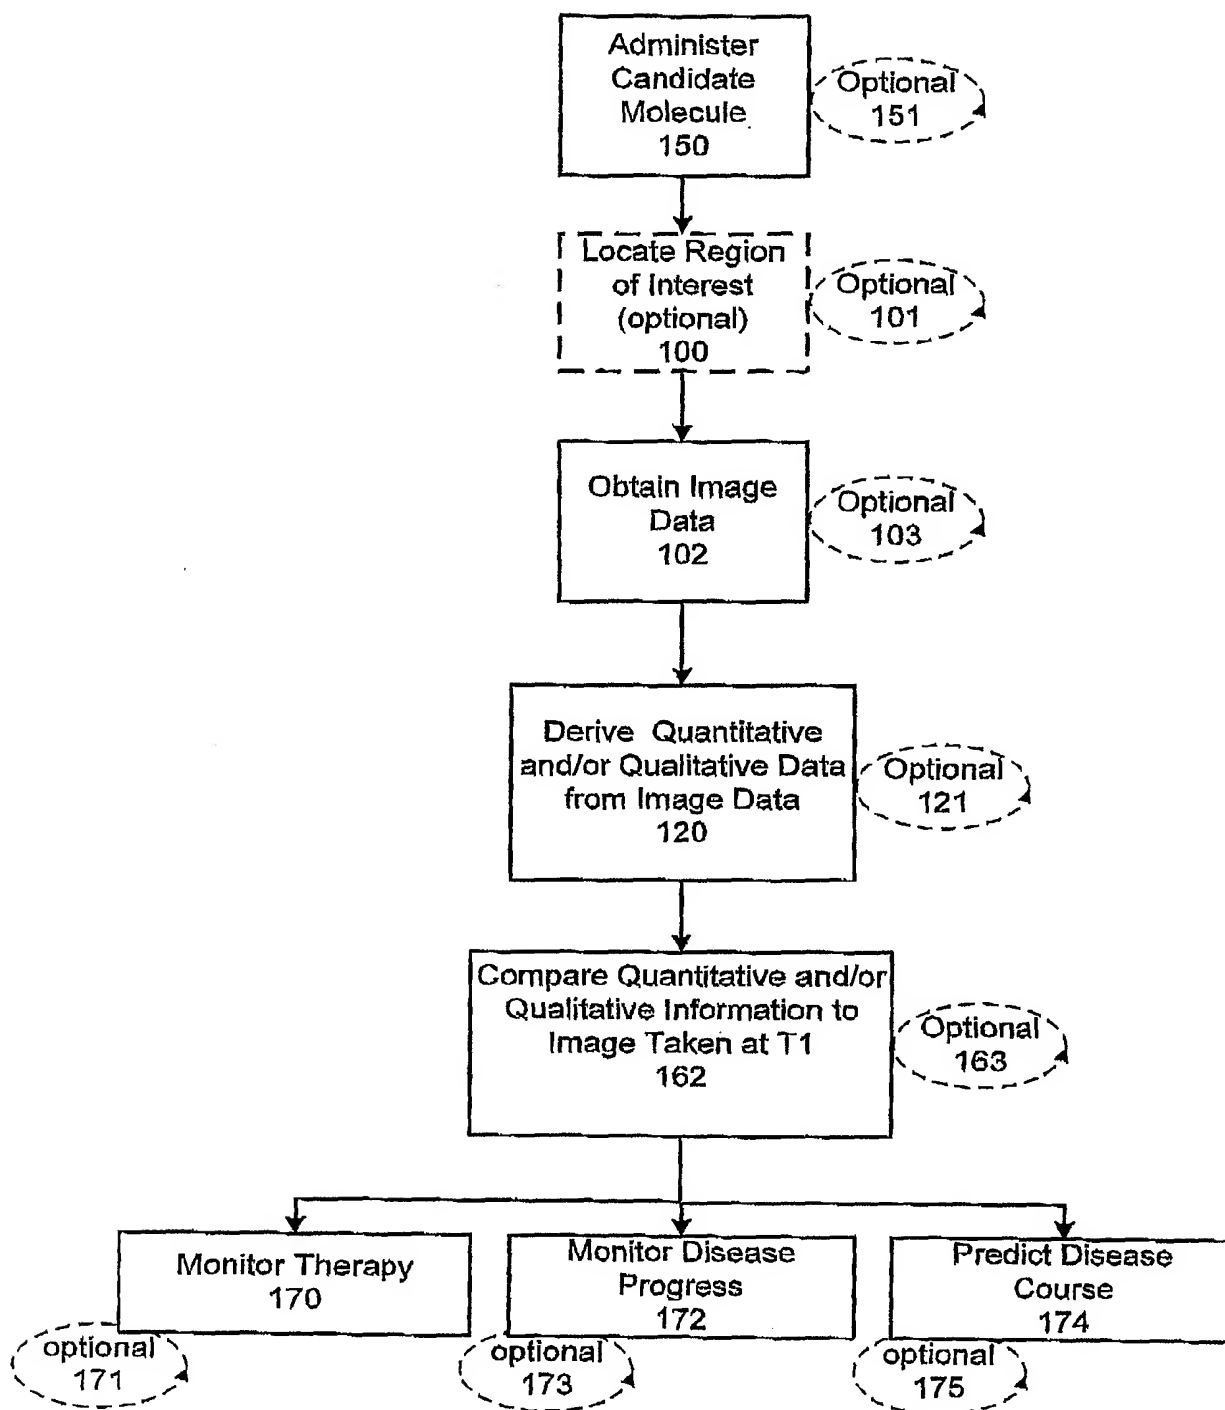 Administer
Candidate
Molecule
150
Optional
151
Locate Region
of Interest
(optional)
100
Optional
101
Obtain Image
Data
102
Optional
103
Derive Quantitative
and/or Qualitative Data
from Image Data
120
Optional
121
Compare Quantitative and/or
Qualitative Information to
Image Taken at T1
162
Optional
163
Monitor Therapy
170
optional
171
Monitor Disease
Progress
172
optional
173
Predict Disease
Course
174
optional
175